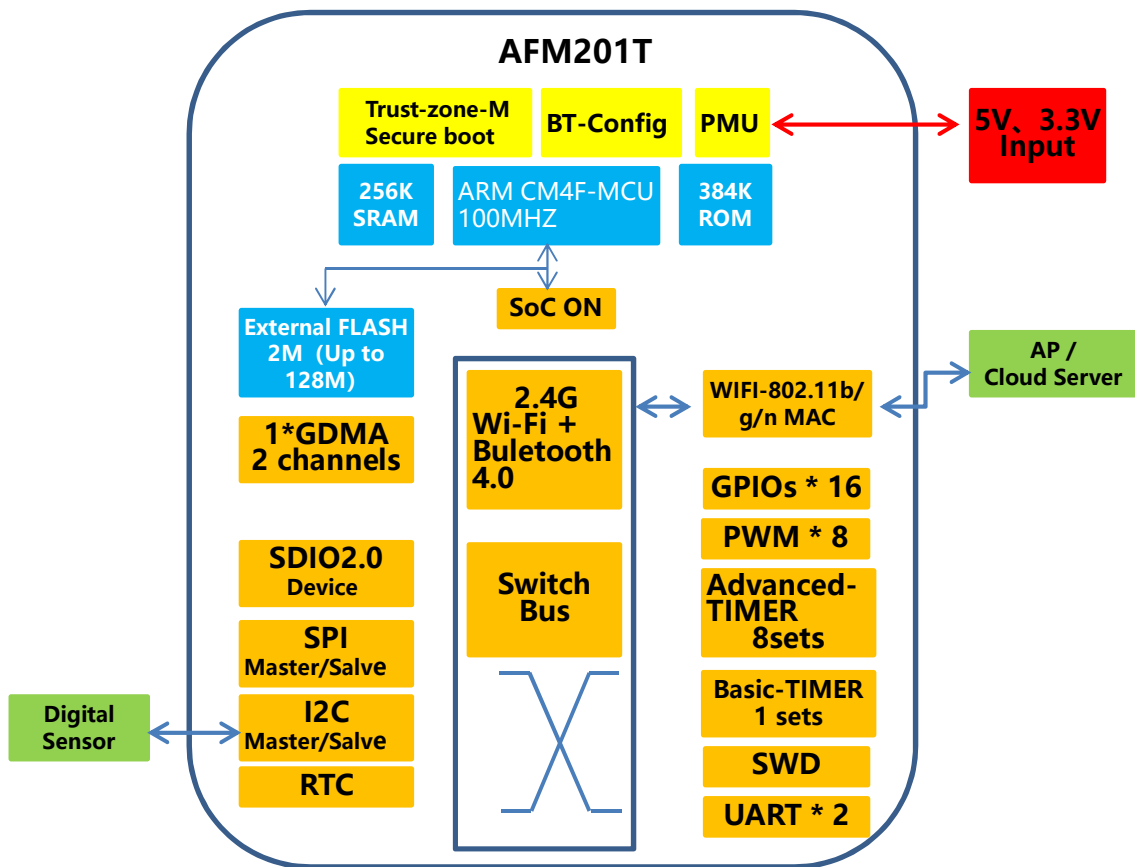 AFM201T
Trust-zone-M
Secure boot
BT-Config
PMU
5V、3.3V
Input
256K
SRAM
ARM CM4F-MCU
100MHZ
384K
ROM
SoC ON
External FLASH
2M (Up to
128M)
AP /
Cloud Server
2.4G
Wi-Fi +
Buletooth
4.0
WIFI-802.11b/
g/n MAC
1*GDMA
2 channels
GPIOs * 16
PWM * 8
SDIO2.0
Device
Switch
Bus
Advanced-
TIMER
8sets
SPI
Master/Salve
Basic-TIMER
1 sets
Digital
Sensor
I2C
Master/Salve
SWD
RTC
UART * 2